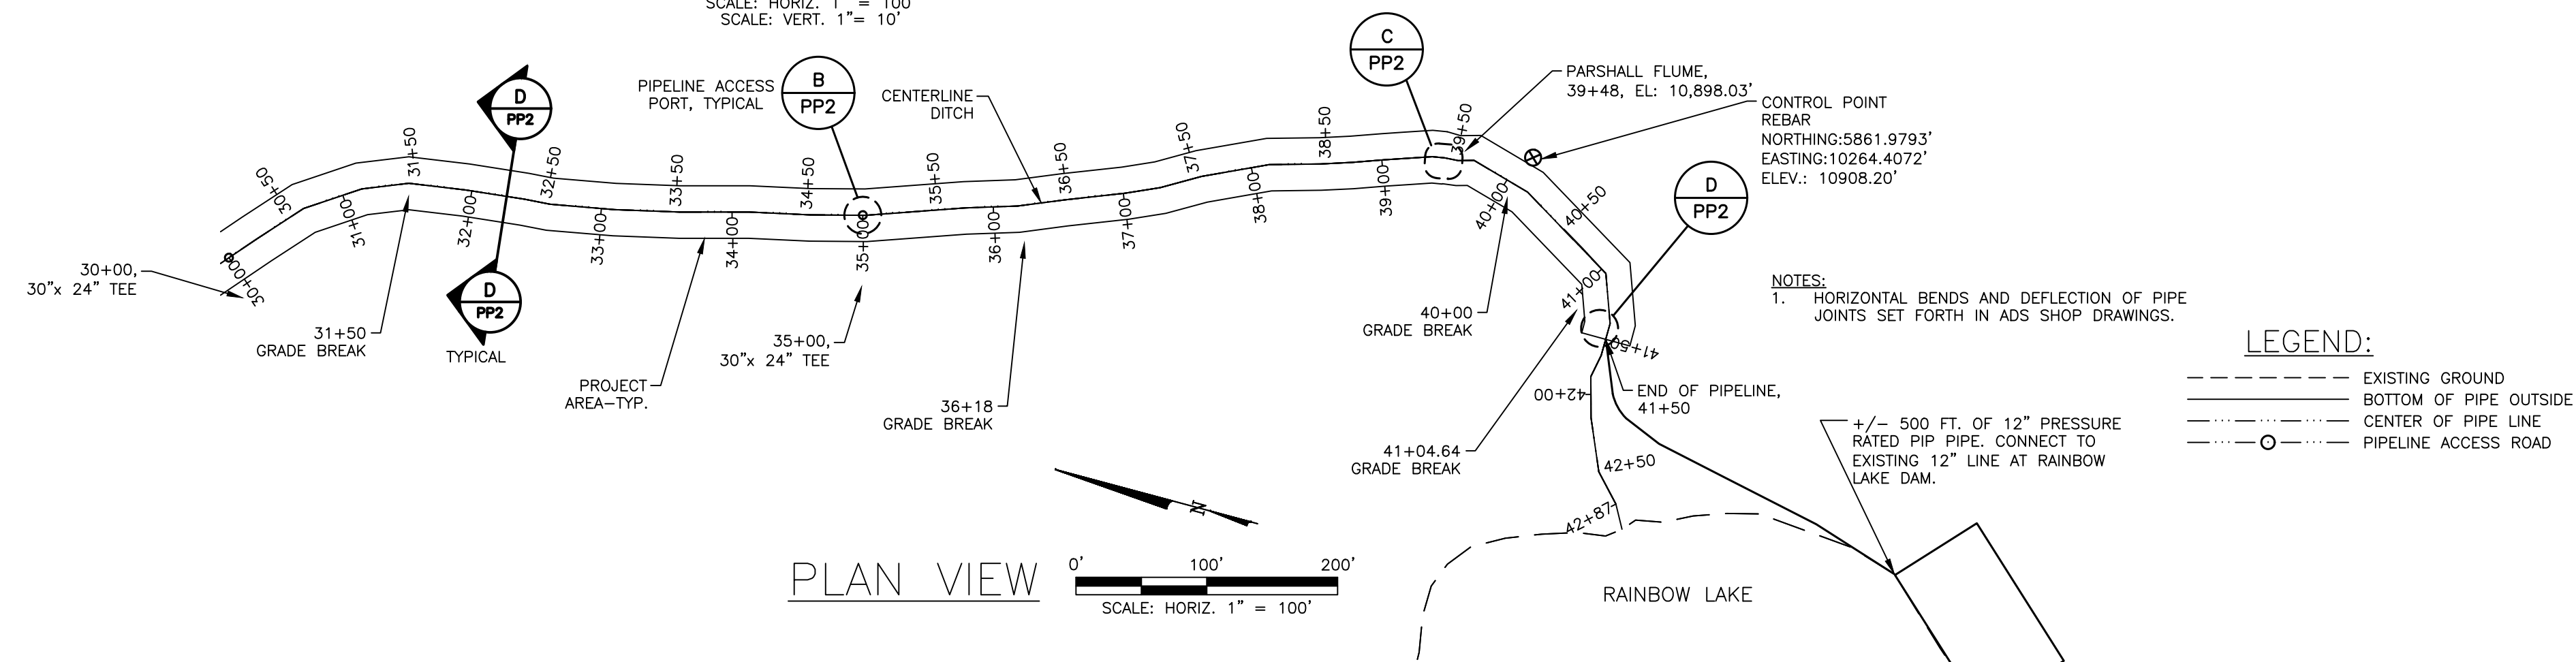 SCALE: HORIZ. 1" = 100'
SCALE: VERT. 1"= 10'
C
PP2
PARSHALL FLUME,
39+48, EL: 10,898.03'
B
PP2
PIPELINE ACCESS
PORT, TYPICAL
CENTERLINE
DITCH
D
PP2
CONTROL POINT
REBAR
NORTHING:5861.9793'
EASTING:10264.4072'
ELEV.: 10908.20'
D
PP2
30+50
31+50
32+50
33+50
34+50
35+50
36+50
37+50
38+50
39+50
40+50
30+00
31+00
32+00
33+00
34+00
35+00
36+00
37+00
38+00
39+00
40+00
41+00
41+50
42+00
42+50
42+87
30+00,
30"x 24" TEE
31+50
GRADE BREAK
D
PP2
TYPICAL
PROJECT
AREA-TYP.
35+00,
30"x 24" TEE
36+18
GRADE BREAK
40+00
GRADE BREAK
41+04.64
GRADE BREAK
END OF PIPELINE,
41+50
NOTES:
1. HORIZONTAL BENDS AND DEFLECTION OF PIPE
JOINTS SET FORTH IN ADS SHOP DRAWINGS.
+/- 500 FT. OF 12" PRESSURE
RATED PIP PIPE. CONNECT TO
EXISTING 12" LINE AT RAINBOW
LAKE DAM.
LEGEND:
EXISTING GROUND
BOTTOM OF PIPE OUTSIDE
CENTER OF PIPE LINE
PIPELINE ACCESS ROAD
N
PLAN VIEW
0' 100' 200'
SCALE: HORIZ. 1" = 100'
RAINBOW LAKE